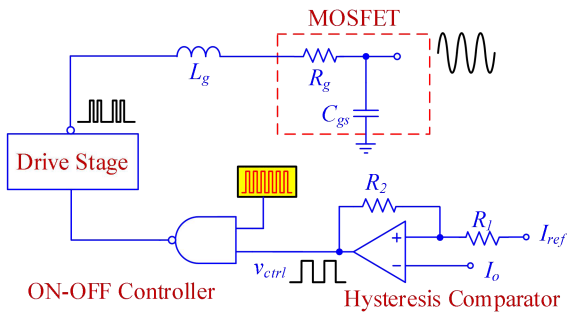 MOSFET
L_g
R_g
C_gs
Drive Stage
R_2
R_1
I_ref
+
−
v_ctrl
I_o
ON-OFF Controller
Hysteresis Comparator